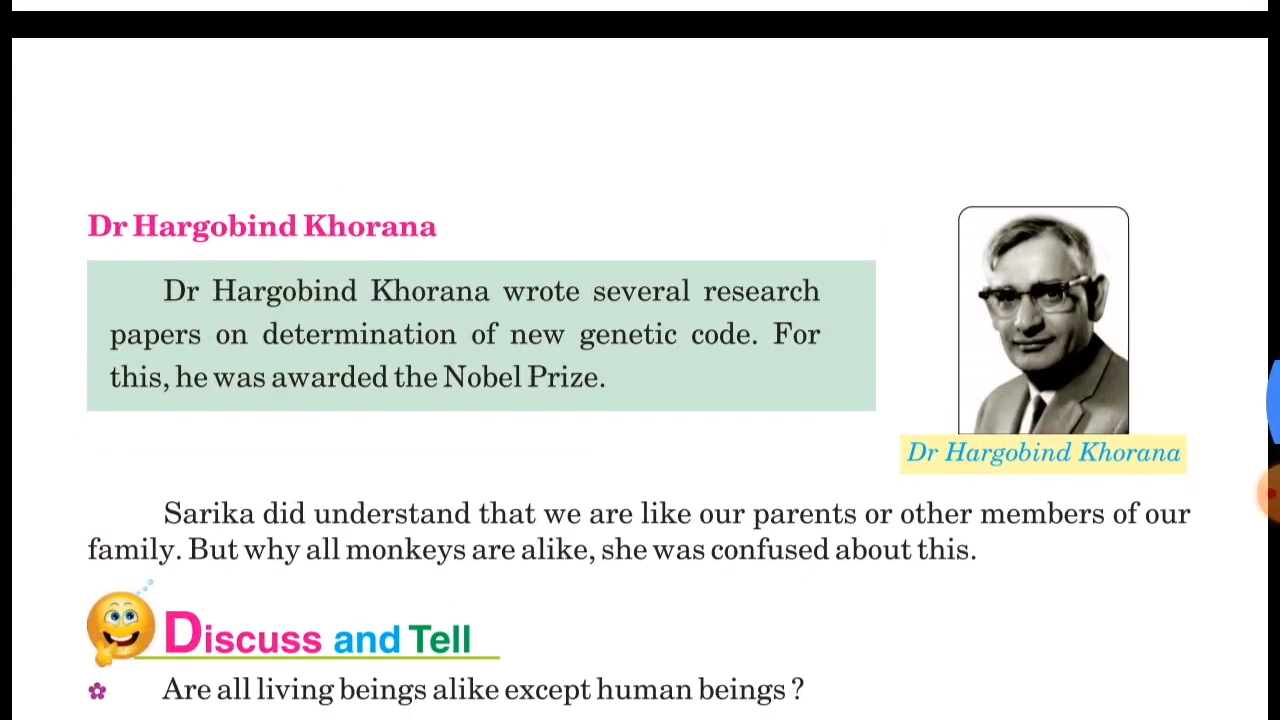 Dr Hargobind Khorana
Dr Hargobind Khorana wrote several research
papers on determination of new genetic code. For
this, he was awarded the Nobel Prize.
Dr Hargobind Khorana
Sarika did understand that we are like our parents or other members of our
family. But why all monkeys are alike, she was confused about this.
Discuss and Tell
Are all living beings alike except human beings ?